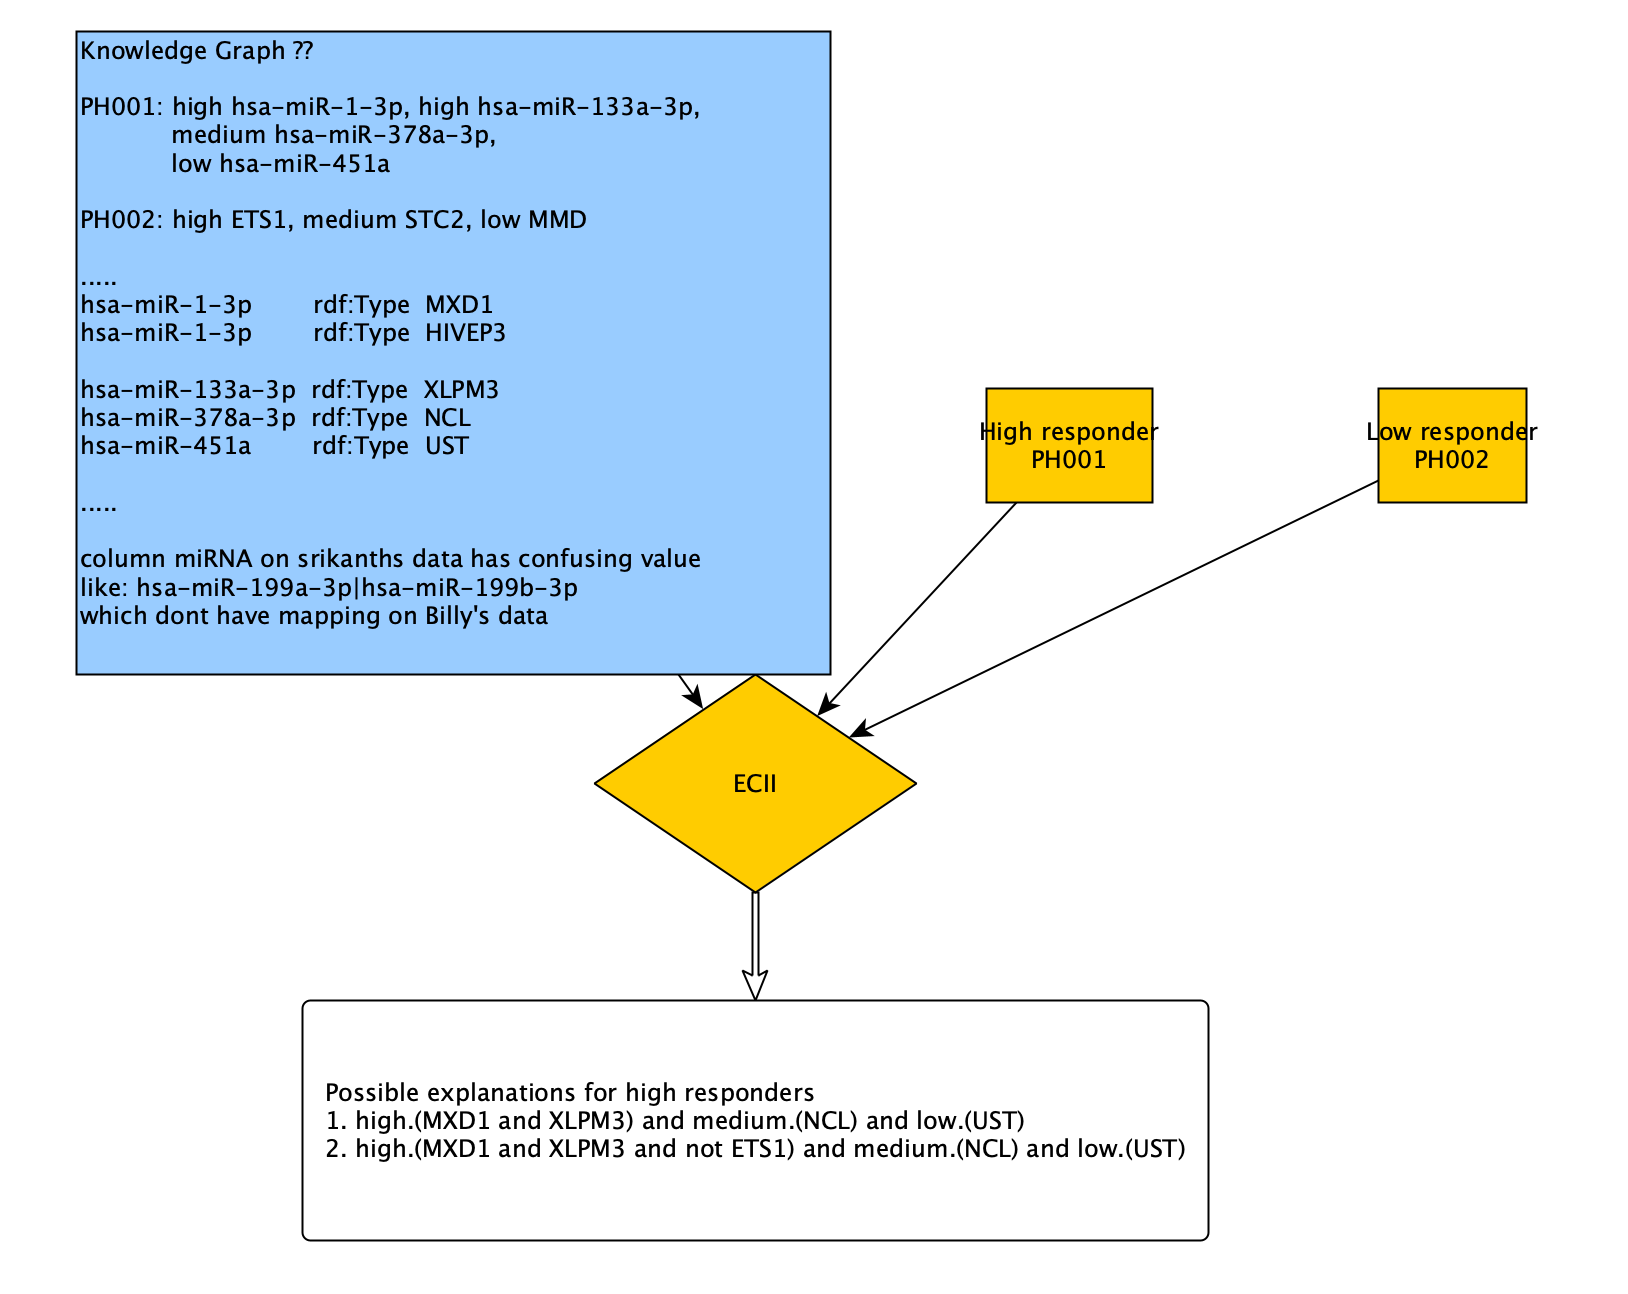 Knowledge Graph ??
PH001: high hsa-miR-1-3p, high hsa-miR-133a-3p,
medium hsa-miR-378a-3p,
low hsa-miR-451a
PH002: high ETS1, medium STC2, low MMD
.....
hsa-miR-1-3p rdf:Type MXD1
hsa-miR-1-3p rdf:Type HIVEP3
hsa-miR-133a-3p rdf:Type XLPM3
hsa-miR-378a-3p rdf:Type NCL
hsa-miR-451a rdf:Type UST
.....
column miRNA on srikanths data has confusing value
like: hsa-miR-199a-3p|hsa-miR-199b-3p
which dont have mapping on Billy's data
High responder
PH001
Low responder
PH002
ECII
Possible explanations for high responders
1. high.(MXD1 and XLPM3) and medium.(NCL) and low.(UST)
2. high.(MXD1 and XLPM3 and not ETS1) and medium.(NCL) and low.(UST)